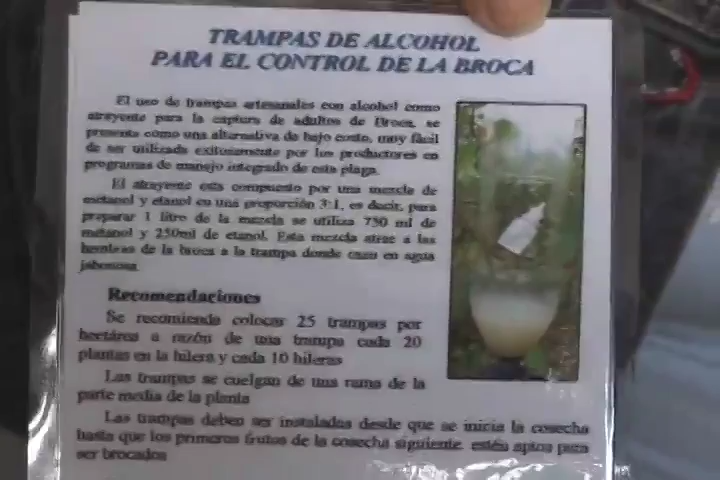 TRAMPAS DE ALCOHOL
PARA EL CONTROL DE LA BROCA
El uso de trampas artesanales con alcohol como
atrayente para la captura de adultos de Broca, se
presenta como una alternativa de bajo costo, muy fácil
de ser utilizada exitosamente por los productores en
programas de manejo integrado de esta plaga.
El atrayente esta compuesto por una mezcla de
metanol y etanol en una proporción 3:1, es decir, para
preparar 1 litro de la mezcla se utiliza 750 ml de
metanol y 250ml de etanol. Esta mezcla atrae a las
hembras de la broca a la trampa donde caen en agua
jabonosa
Recomendaciones
Se recomienda colocar 25 trampas por
hectárea a razón de una trampa cada 20
plantas en la hilera y cada 10 hileras
Las trampas se cuelgan de una rama de la
parte media de la planta
Las trampas deben ser instaladas desde que se inicia la cosecha
hasta que los primeros frutos de la cosecha siguiente estén aptos para
ser brocados